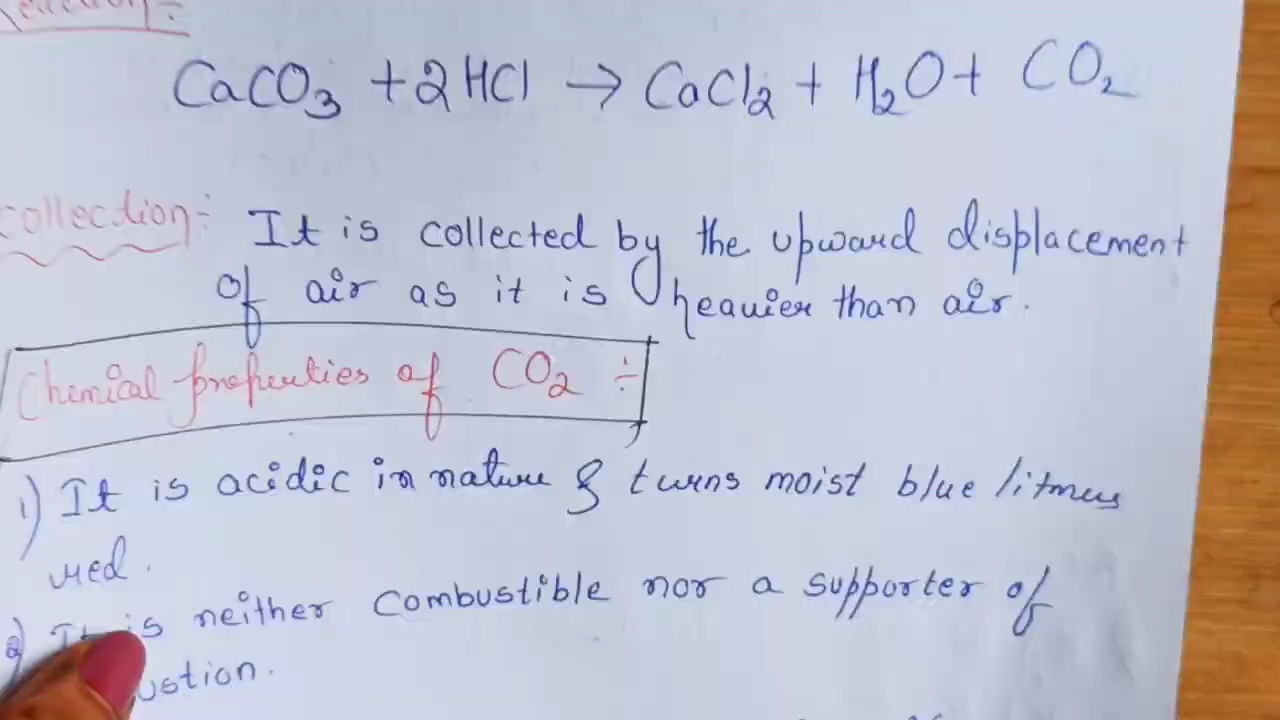 CaCO₃ + 2HCl → CaCl₂ + H₂O + CO₂
Collection:- It is collected by the upward displacement
of air as it is heavier than air.
Chemical properties of CO₂ :-
1) It is acidic in nature & turns moist blue litmus
red.
2) It is neither combustible nor a supporter of
ustion.